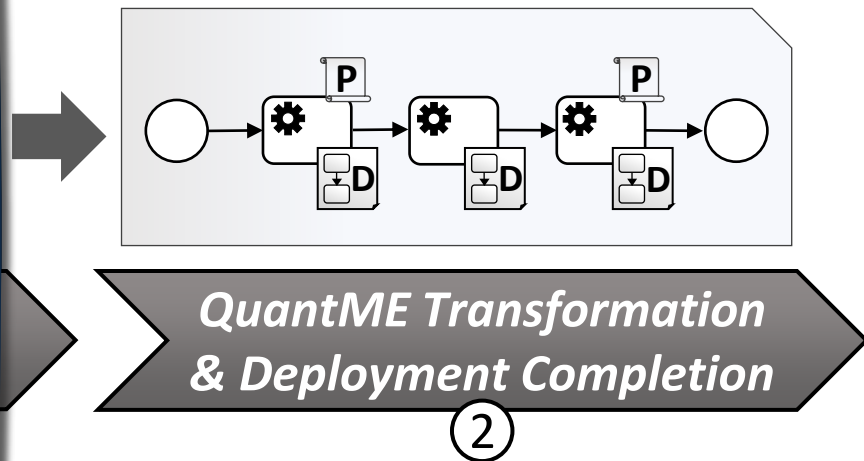 P P
D D D
QuantME Transformation
& Deployment Completion
2